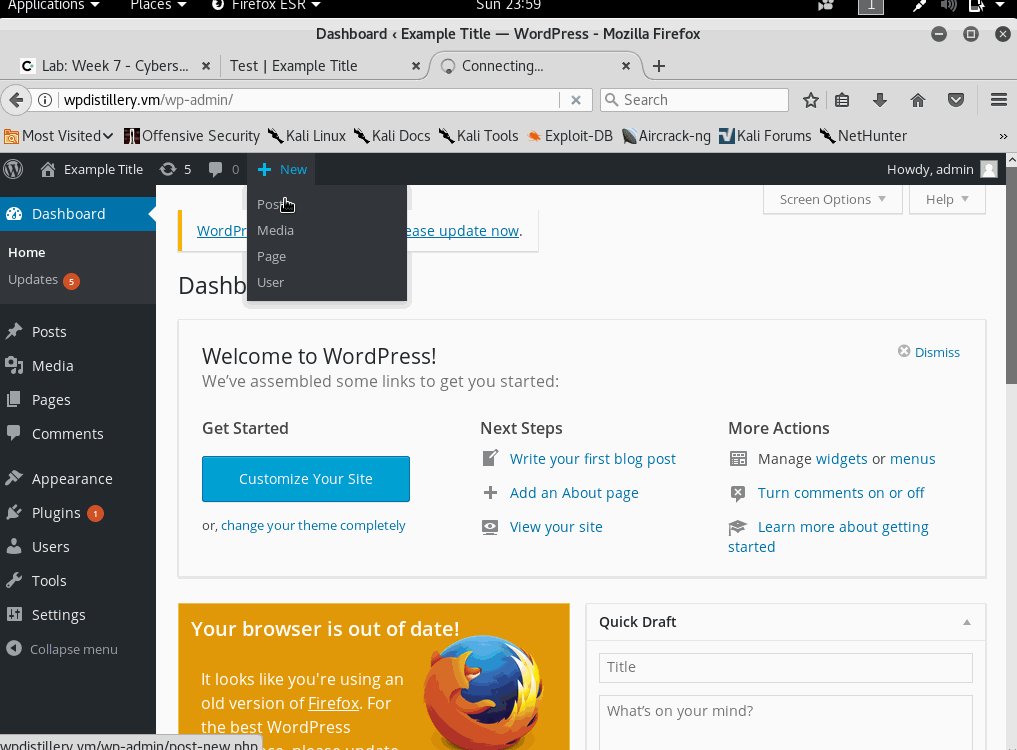 Applications Places Firefox ESR Sun 23:59 1
Dashboard ‹ Example Title — WordPress - Mozilla Firefox
C Lab: Week 7 - Cybers... Test | Example Title Connecting...
wpdistillery.vm/wp-admin/ Search
Most Visited Offensive Security Kali Linux Kali Docs Kali Tools Exploit-DB Aircrack-ng Kali Forums NetHunter »
Example Title 5 0 New Howdy, admin
Post
Media
Page
User
Screen Options Help
WordPr ease update now.
Dashb
Dashboard
Home
Updates 5
Posts
Media
Pages
Comments
Appearance
Plugins 1
Users
Tools
Settings
Collapse menu
Welcome to WordPress!
Dismiss
We've assembled some links to get you started:
Get Started
Customize Your Site
or, change your theme completely
Next Steps
Write your first blog post
Add an About page
View your site
More Actions
Manage widgets or menus
Turn comments on or off
Learn more about getting
started
Your browser is out of date!
It looks like you're using an
old version of Firefox. For
the best WordPress
please update
Quick Draft
Title
What's on your mind?
wpdistillery.vm/wp-admin/post-new.php